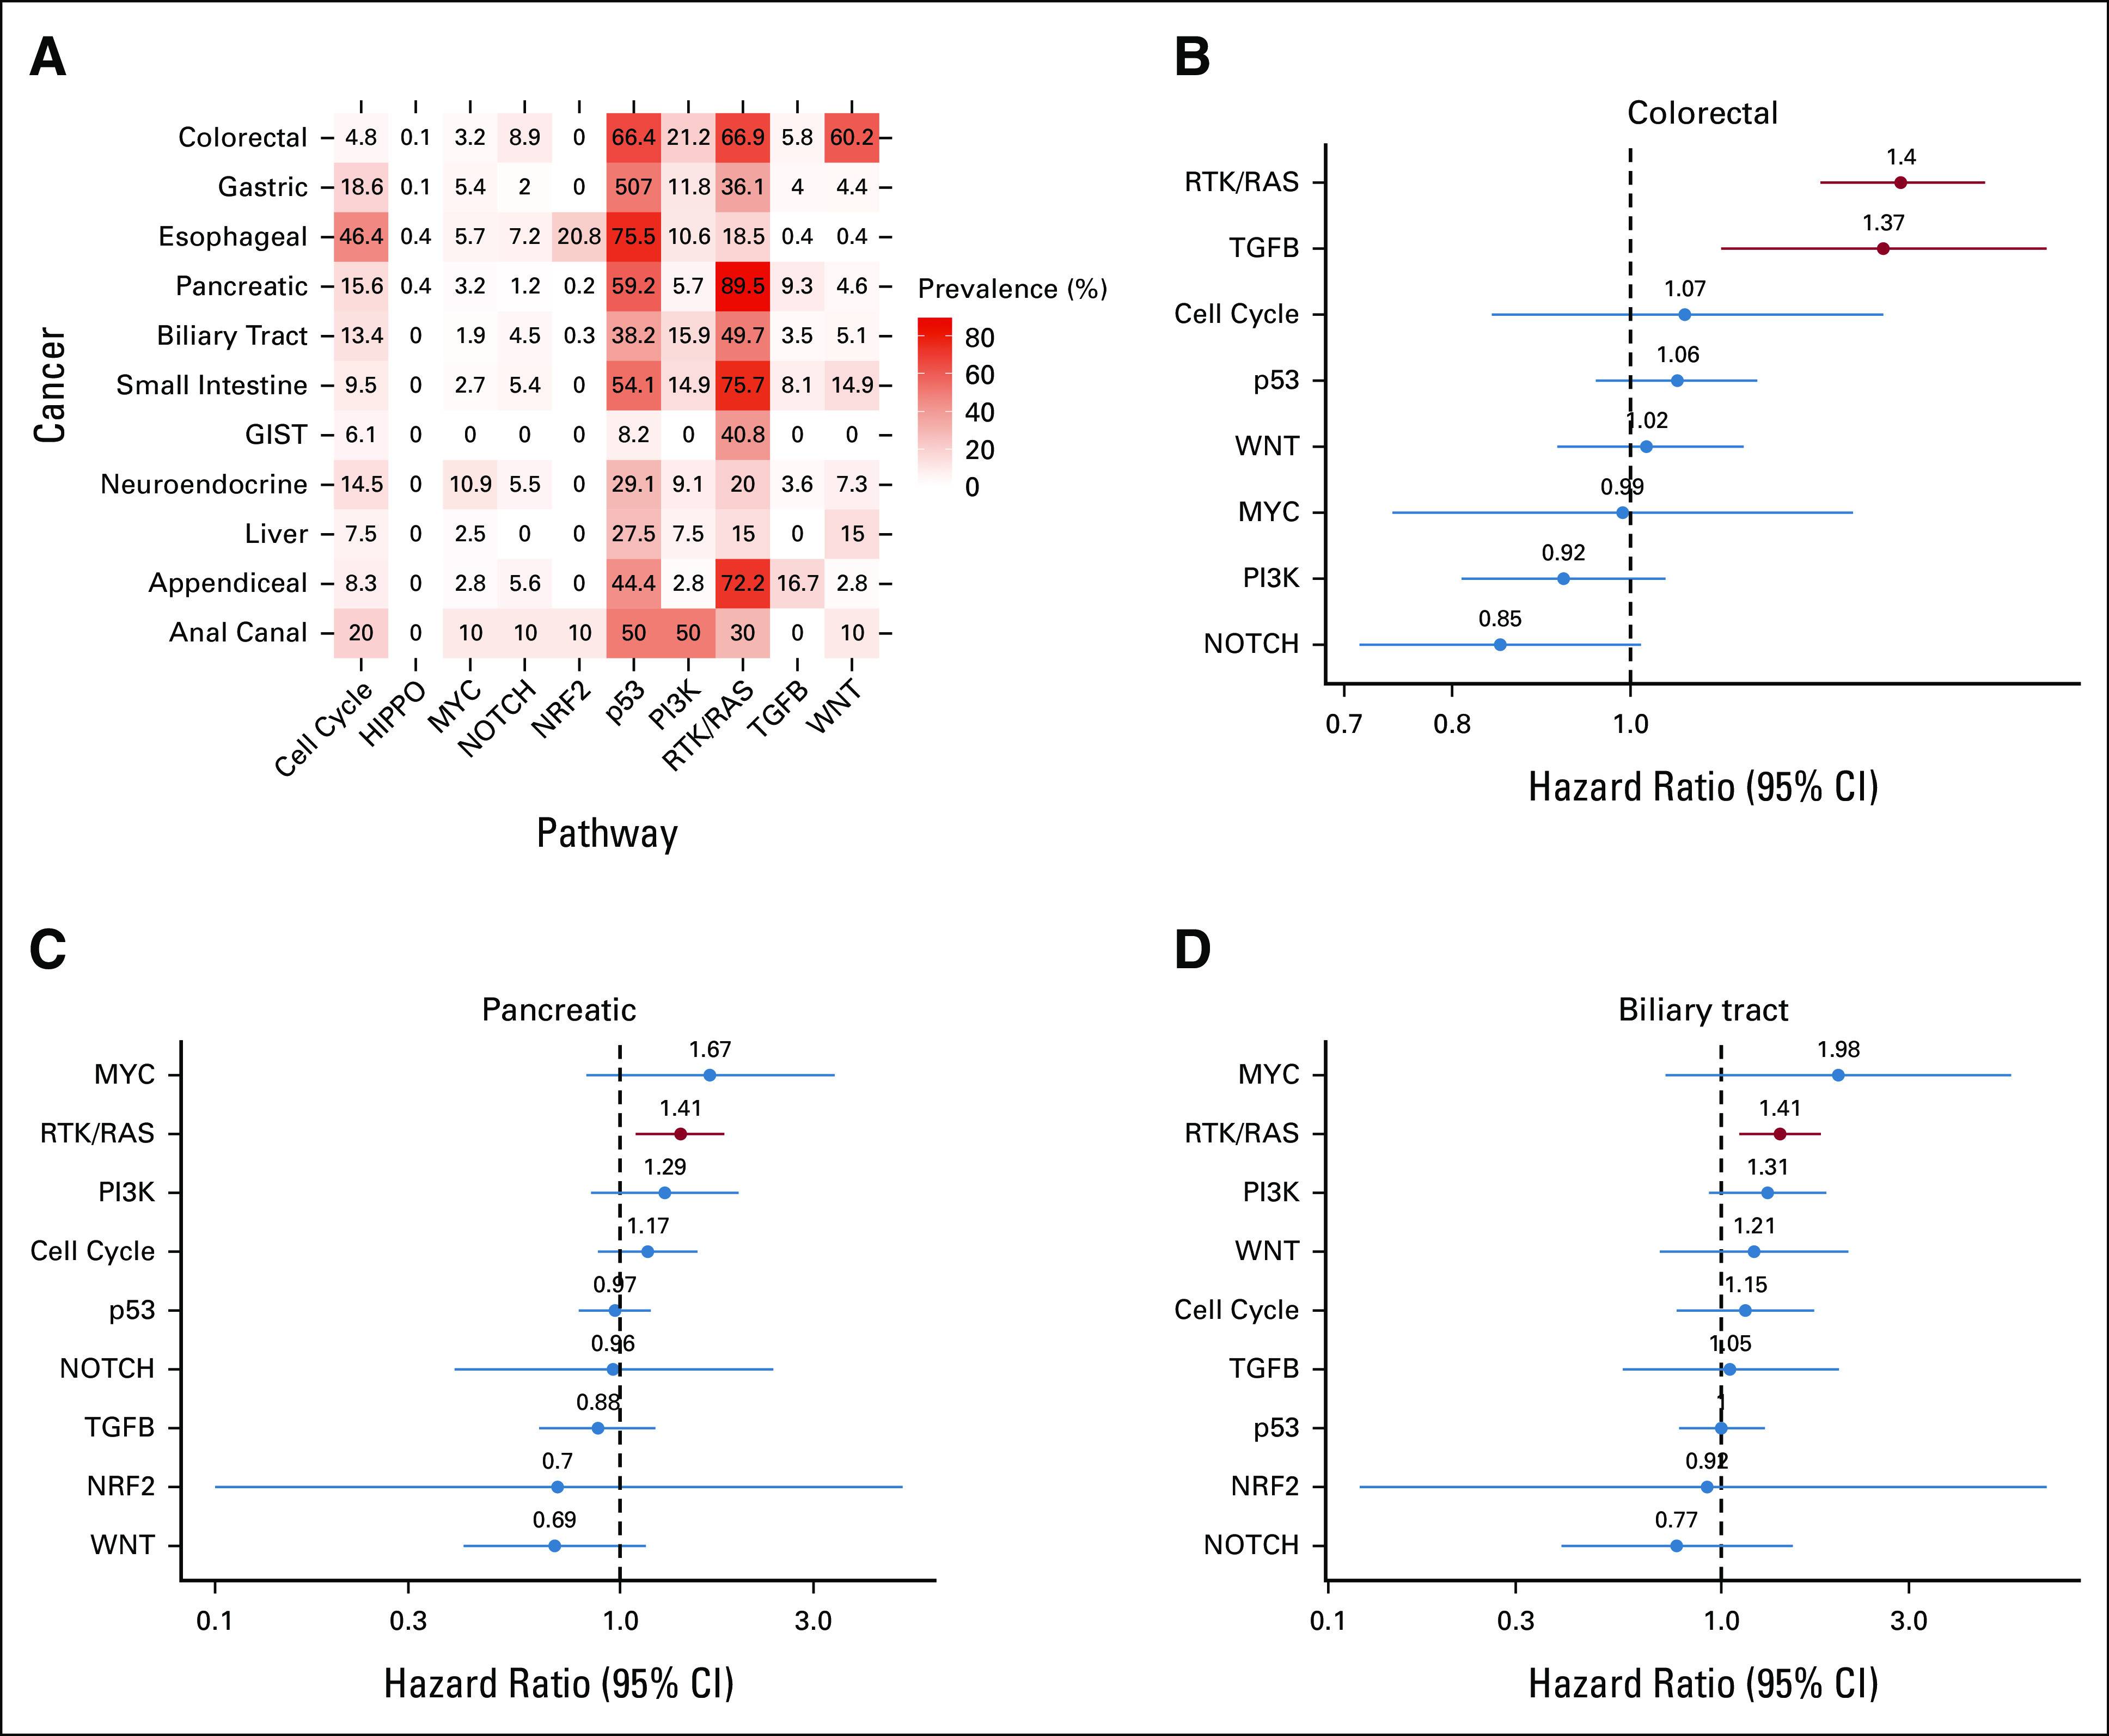 A
Colorectal 4.8 0.1 3.2 8.9 0 66.4 21.2 66.9 5.8 60.2
Gastric 18.6 0.1 5.4 2 0 507 11.8 36.1 4 4.4
Esophageal 46.4 0.4 5.7 7.2 20.8 75.5 10.6 18.5 0.4 0.4
Pancreatic 15.6 0.4 3.2 1.2 0.2 59.2 5.7 89.5 9.3 4.6
Biliary Tract 13.4 0 1.9 4.5 0.3 38.2 15.9 49.7 3.5 5.1
Small Intestine 9.5 0 2.7 5.4 0 54.1 14.9 75.7 8.1 14.9
GIST 6.1 0 0 0 0 8.2 0 40.8 0 0
Neuroendocrine 14.5 0 10.9 5.5 0 29.1 9.1 20 3.6 7.3
Liver 7.5 0 2.5 0 0 27.5 7.5 15 0 15
Appendiceal 8.3 0 2.8 5.6 0 44.4 2.8 72.2 16.7 2.8
Anal Canal 20 0 10 10 10 50 50 30 0 10
Cell Cycle HIPPO MYC NOTCH NRF2 p53 PI3K RTK/RAS TGFB WNT
Cancer
Pathway
Prevalence (%)
80
60
40
20
0
B
Colorectal
1.4
RTK/RAS
1.37
TGFB
1.07
Cell Cycle
1.06
p53
1.02
WNT
0.99
MYC
0.92
PI3K
0.85
NOTCH
0.7 0.8 1.0
Hazard Ratio (95% CI)
C
Pancreatic
1.67
MYC
1.41
RTK/RAS
1.29
PI3K
1.17
Cell Cycle
0.97
p53
0.96
NOTCH
0.88
TGFB
0.7
NRF2
0.69
WNT
0.1 0.3 1.0 3.0
Hazard Ratio (95% CI)
D
Biliary tract
1.98
MYC
1.41
RTK/RAS
1.31
PI3K
1.21
WNT
1.15
Cell Cycle
1.05
TGFB
1
p53
0.92
NRF2
0.77
NOTCH
0.1 0.3 1.0 3.0
Hazard Ratio (95% CI)